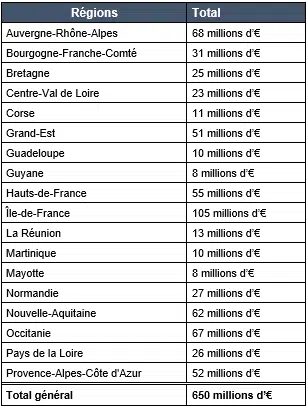 Régions Total
Auvergne-Rhône-Alpes 68 millions d'€
Bourgogne-Franche-Comté 31 millions d'€
Bretagne 25 millions d'€
Centre-Val de Loire 23 millions d'€
Corse 11 millions d'€
Grand-Est 51 millions d'€
Guadeloupe 10 millions d'€
Guyane 8 millions d'€
Hauts-de-France 55 millions d'€
Île-de-France 105 millions d'€
La Réunion 13 millions d'€
Martinique 10 millions d'€
Mayotte 8 millions d'€
Normandie 27 millions d'€
Nouvelle-Aquitaine 62 millions d'€
Occitanie 67 millions d'€
Pays de la Loire 26 millions d'€
Provence-Alpes-Côte d'Azur 52 millions d'€
Total général 650 millions d'€